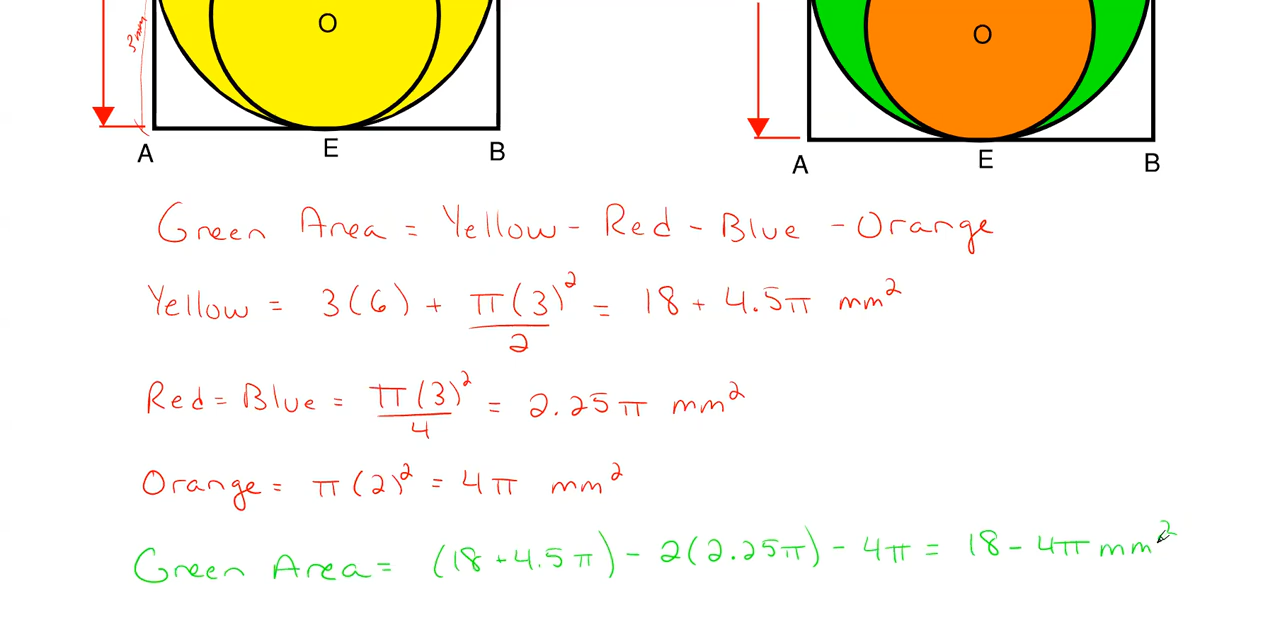 3mm
O O
A E B A E B
Green Area = Yellow - Red - Blue - Orange
Yellow = 3(6) + π(3)²/2 = 18 + 4.5π mm²
Red = Blue = π(3)²/4 = 2.25π mm²
Orange = π(2)² = 4π mm²
Green Area = (18 + 4.5π) - 2(2.25π) - 4π = 18 - 4π mm²